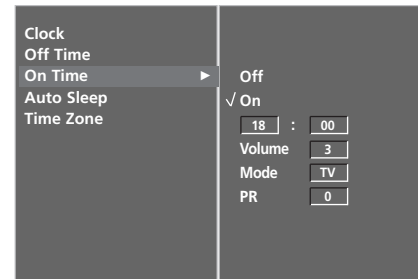 Clock
Off Time
On Time ►
Auto Sleep
Time Zone
Off
√ On
18 : 00
Volume 3
Mode TV
PR 0